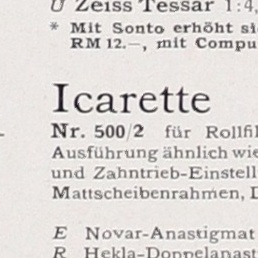 U Zeiss Tessar 1:4,
* Mit Sonto erhöht si
RM 12.–, mit Compu
Icarette
Nr. 500/2 für Rollfil
Ausführung ähnlich wie
und Zahntrieb-Einstell
Mattscheibenrahmen, D
E Novar-Anastigmat
R Hekla-Doppelanast